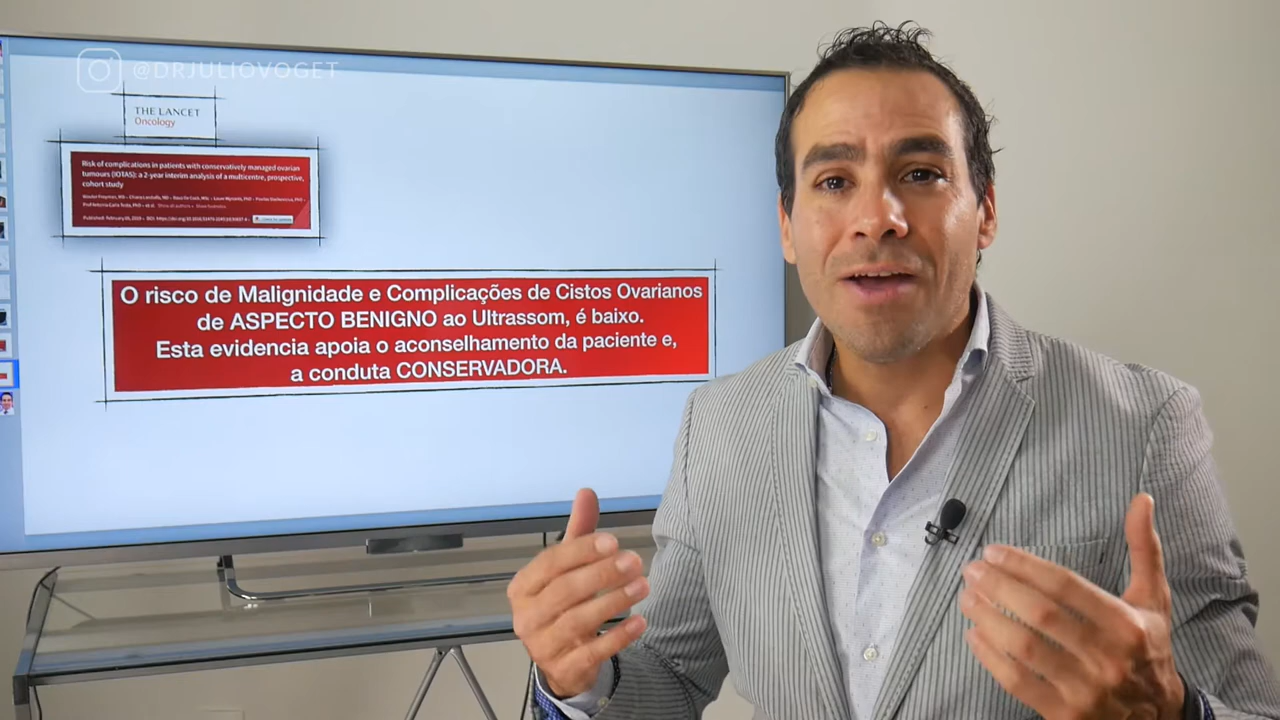 @DRJULIOVOGET
THE LANCET
Oncology
Risk of complications in patients with conservatively managed ovarian
tumours (IOTA5): a 2-year interim analysis of a multicentre, prospective,
cohort study
O risco de Malignidade e Complicações de Cistos Ovarianos
de ASPECTO BENIGNO ao Ultrassom, é baixo.
Esta evidencia apoia o aconselhamento da paciente e,
a conduta CONSERVADORA.